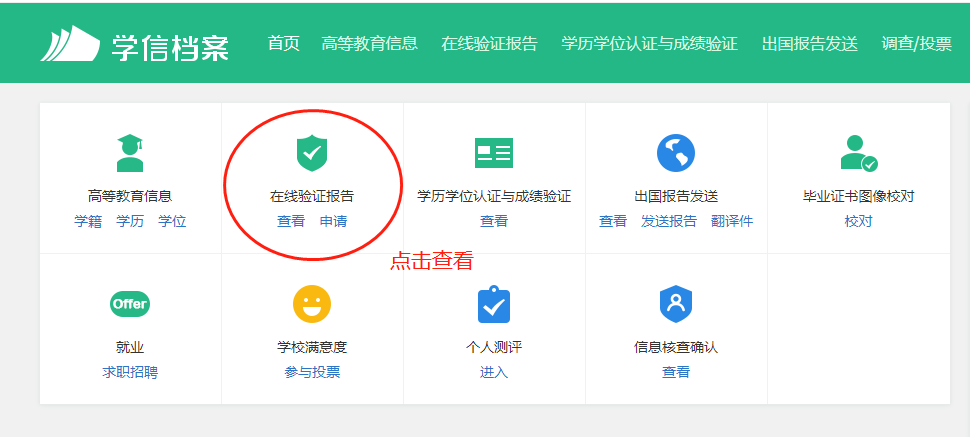 学信档案 首页 高等教育信息 在线验证报告 学历学位认证与成绩验证 出国报告发送 调查/投票
高等教育信息 在线验证报告 学历学位认证与成绩验证 出国报告发送 毕业证书图像校对
学籍 学历 学位 查看 申请 查看 查看 发送报告 翻译件 校对
点击查看
Offer
就业 学校满意度 个人测评 信息核查确认
求职招聘 参与投票 进入 查看